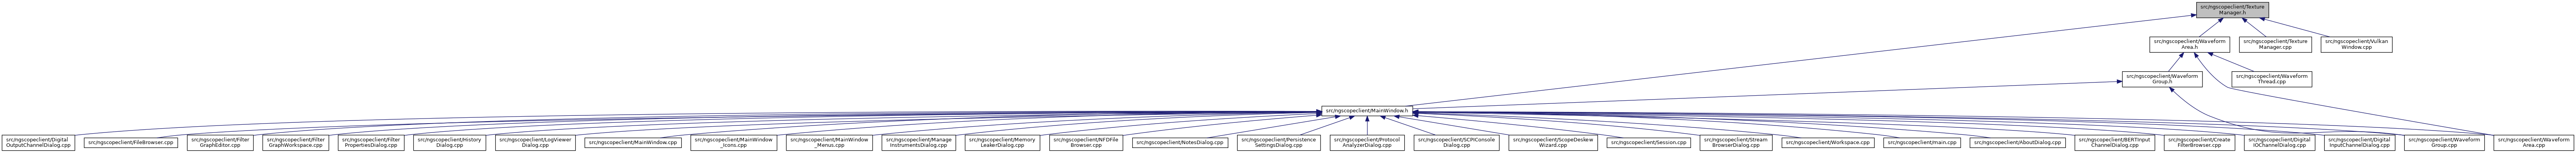 src/ngscopeclient/Texture
Manager.h
src/ngscopeclient/Waveform
Area.h
src/ngscopeclient/Texture
Manager.cpp
src/ngscopeclient/Vulkan
Window.cpp
src/ngscopeclient/Waveform
Group.h
src/ngscopeclient/Waveform
Thread.cpp
src/ngscopeclient/MainWindow.h
src/ngscopeclient/Digital
OutputChannelDialog.cpp
src/ngscopeclient/FileBrowser.cpp
src/ngscopeclient/Filter
GraphEditor.cpp
src/ngscopeclient/Filter
GraphWorkspace.cpp
src/ngscopeclient/Filter
PropertiesDialog.cpp
src/ngscopeclient/History
Dialog.cpp
src/ngscopeclient/LogViewer
Dialog.cpp
src/ngscopeclient/MainWindow.cpp
src/ngscopeclient/MainWindow
_Icons.cpp
src/ngscopeclient/MainWindow
_Menus.cpp
src/ngscopeclient/Manage
InstrumentsDialog.cpp
src/ngscopeclient/Memory
LeakerDialog.cpp
src/ngscopeclient/NFDFile
Browser.cpp
src/ngscopeclient/NotesDialog.cpp
src/ngscopeclient/Persistence
SettingsDialog.cpp
src/ngscopeclient/Protocol
AnalyzerDialog.cpp
src/ngscopeclient/SCPIConsole
Dialog.cpp
src/ngscopeclient/ScopeDeskew
Wizard.cpp
src/ngscopeclient/Session.cpp
src/ngscopeclient/Stream
BrowserDialog.cpp
src/ngscopeclient/Workspace.cpp
src/ngscopeclient/main.cpp
src/ngscopeclient/AboutDialog.cpp
src/ngscopeclient/BERTInput
ChannelDialog.cpp
src/ngscopeclient/Create
FilterBrowser.cpp
src/ngscopeclient/Digital
IOChannelDialog.cpp
src/ngscopeclient/Digital
InputChannelDialog.cpp
src/ngscopeclient/Waveform
Group.cpp
src/ngscopeclient/Waveform
Area.cpp